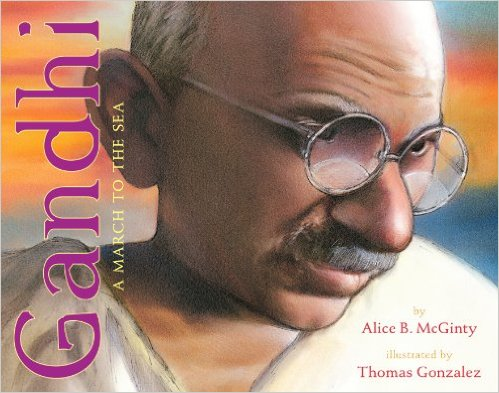 Gandhi
A MARCH TO THE SEA
by
Alice B. McGinty
illustrated by
Thomas Gonzalez